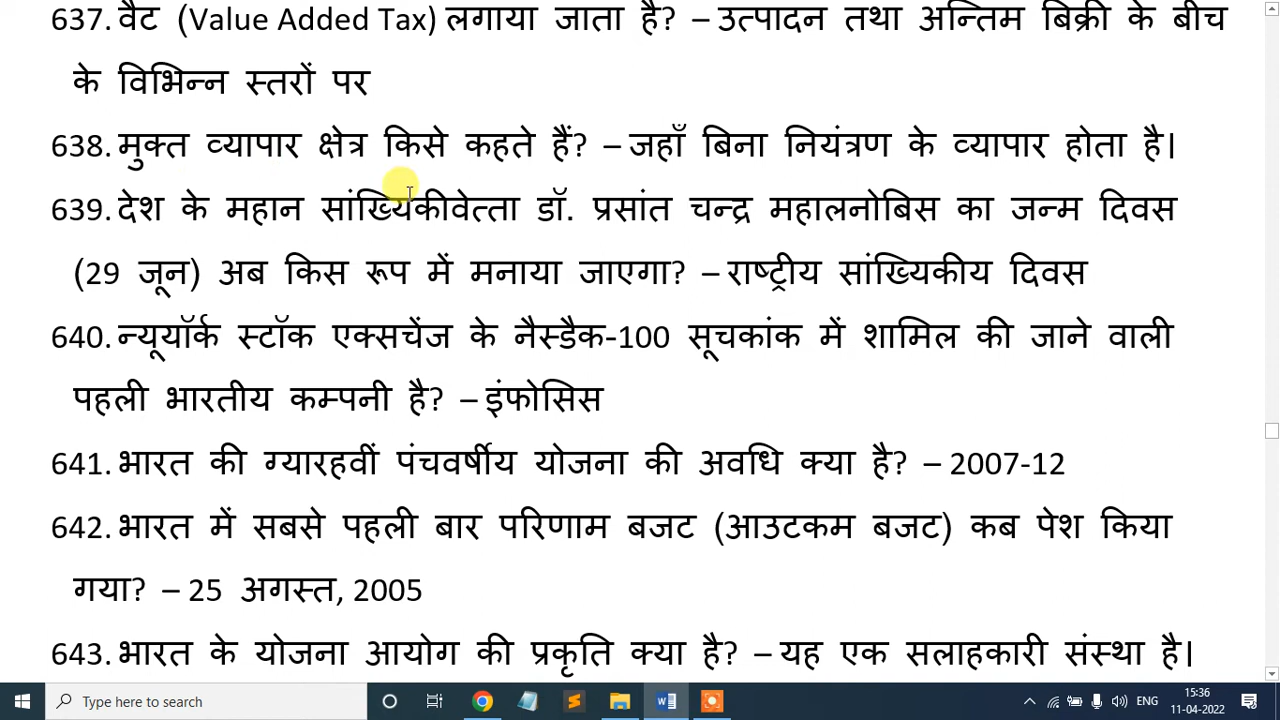 637. वैट (Value Added Tax) लगाया जाता है? – उत्पादन तथा अन्तिम बिक्री के बीच
के विभिन्न स्तरों पर
638. मुक्त व्यापार क्षेत्र किसे कहते हैं? – जहाँ बिना नियंत्रण के व्यापार होता है।
639. देश के महान सांख्यिकीवेत्ता डॉ. प्रसांत चन्द्र महालनोबिस का जन्म दिवस
(29 जून) अब किस रूप में मनाया जाएगा? – राष्ट्रीय सांख्यिकीय दिवस
640. न्यूयॉर्क स्टॉक एक्सचेंज के नैस्डैक-100 सूचकांक में शामिल की जाने वाली
पहली भारतीय कम्पनी है? – इंफोसिस
641. भारत की ग्यारहवीं पंचवर्षीय योजना की अवधि क्या है? – 2007-12
642. भारत में सबसे पहली बार परिणाम बजट (आउटकम बजट) कब पेश किया
गया? – 25 अगस्त, 2005
643. भारत के योजना आयोग की प्रकृति क्या है? – यह एक सलाहकारी संस्था है।
Type here to search
ENG
15:36
11-04-2022